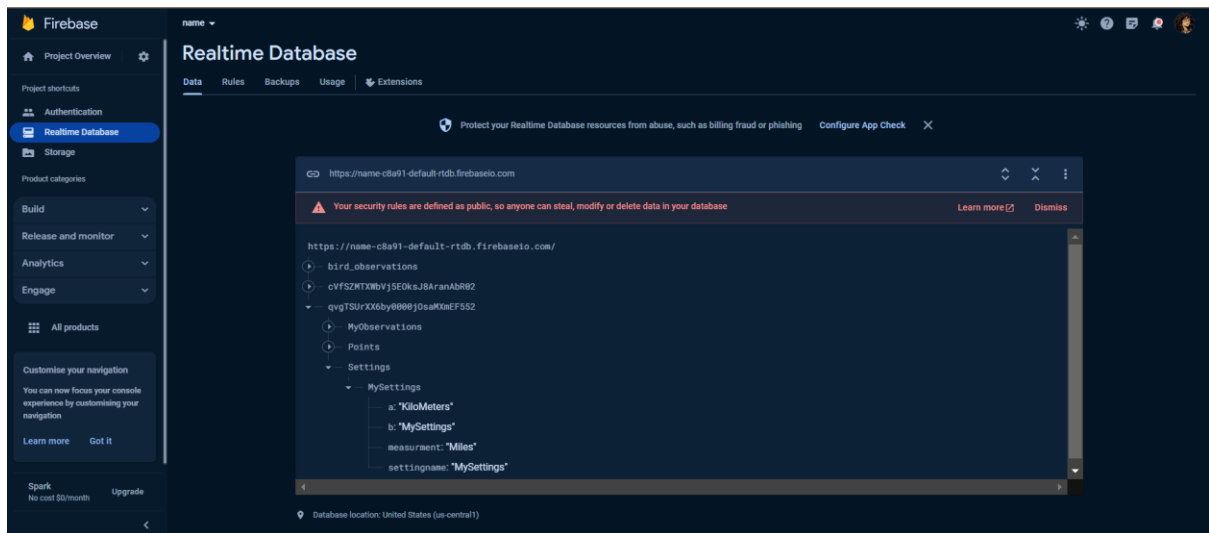 Firebase
Project Overview
Project shortcuts
Authentication
Realtime Database
Storage
Product categories
Build
Release and monitor
Analytics
Engage
All products
Customise your navigation
You can now focus your console
experience by customising your
navigation
Learn more Got it
Spark
No cost $0/month
Upgrade
name
Realtime Database
Data Rules Backups Usage Extensions
Protect your Realtime Database resources from abuse, such as billing fraud or phishing Configure App Check
https://name-c8a91-default-rtdb.firebaseio.com
Your security rules are defined as public, so anyone can steal, modify or delete data in your database Learn more Dismiss
https://name-c8a91-default-rtdb.firebaseio.com/
bird_observations
cVfSZMTXWbVj5EOksJ8AranAbR02
qvgTSUrXX6by0000jOsaMXmEF552
MyObservations
Points
Settings
MySettings
a: "KiloMeters"
b: "MySettings"
measurment: "Miles"
settingname: "MySettings"
Database location: United States (us-central1)